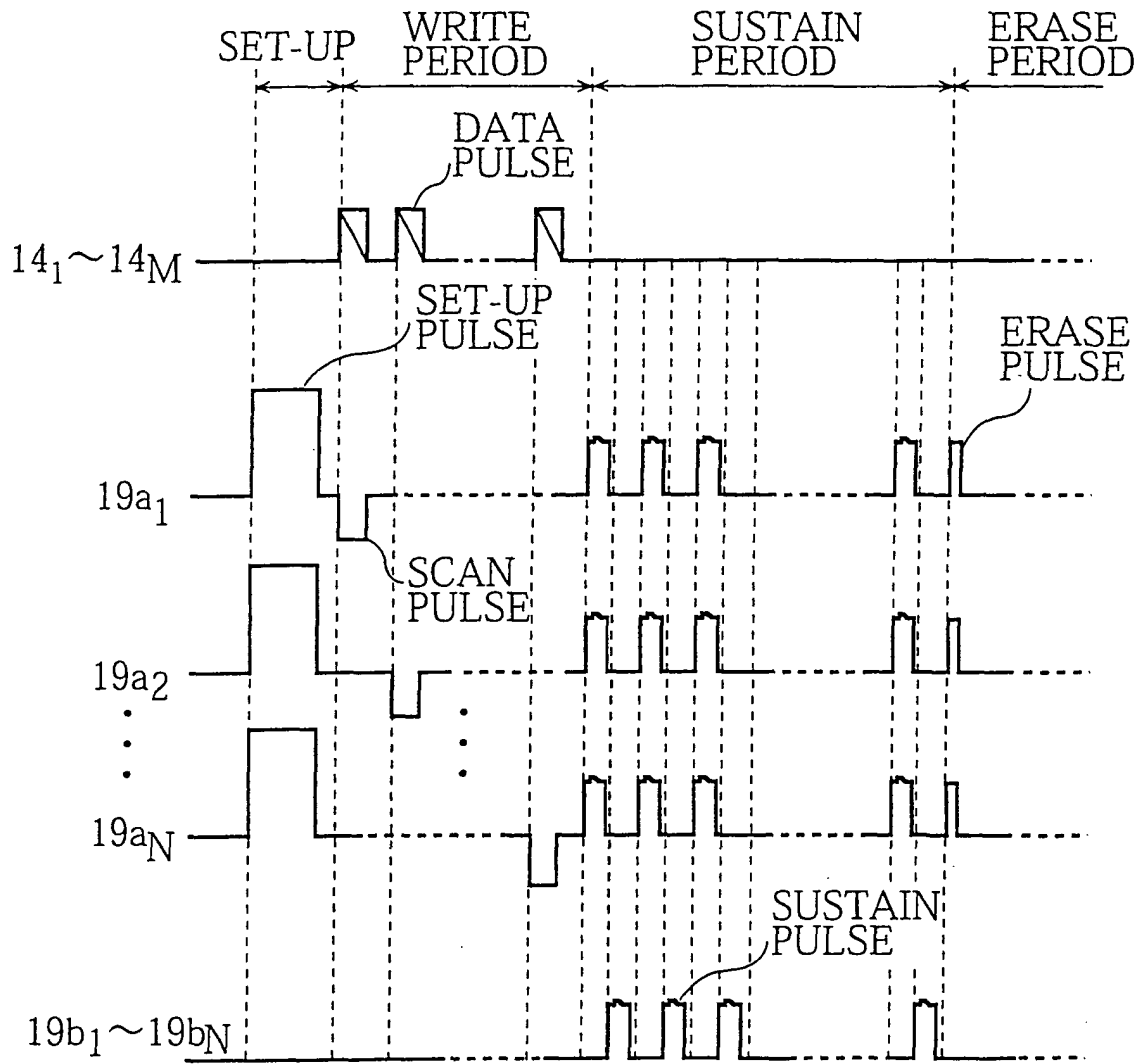 SET-UP
WRITE
PERIOD
SUSTAIN
PERIOD
ERASE
PERIOD
DATA
PULSE
14₁~14M
SET-UP
PULSE
ERASE
PULSE
19a₁
SCAN
PULSE
19a₂
19aN
SUSTAIN
PULSE
19b₁~19bN